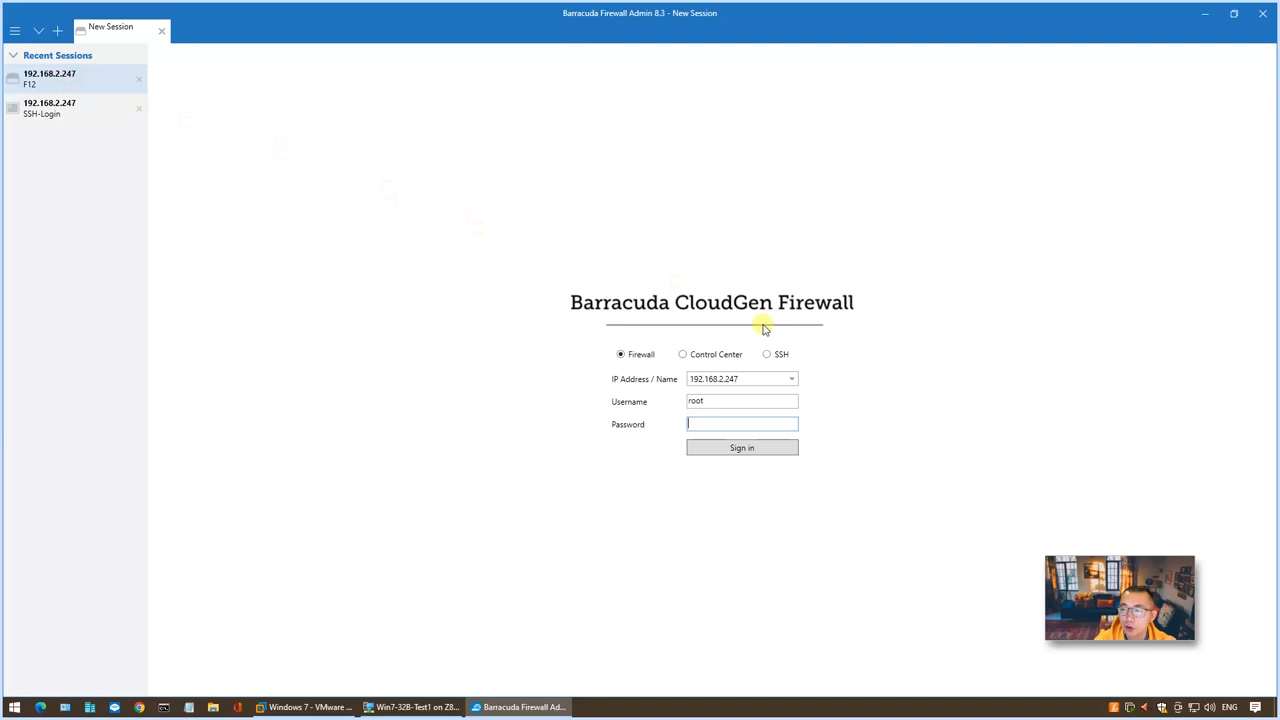 Barracuda Firewall Admin 8.3 - New Session
New Session
Recent Sessions
192.168.2.247
F12
192.168.2.247
SSH-Login
Barracuda CloudGen Firewall
Firewall
Control Center
SSH
IP Address / Name
192.168.2.247
Username
root
Password
Sign in
Windows 7 - VMware ...
Win7-32B-Test1 on Z8...
Barracuda Firewall Ad...
ENG